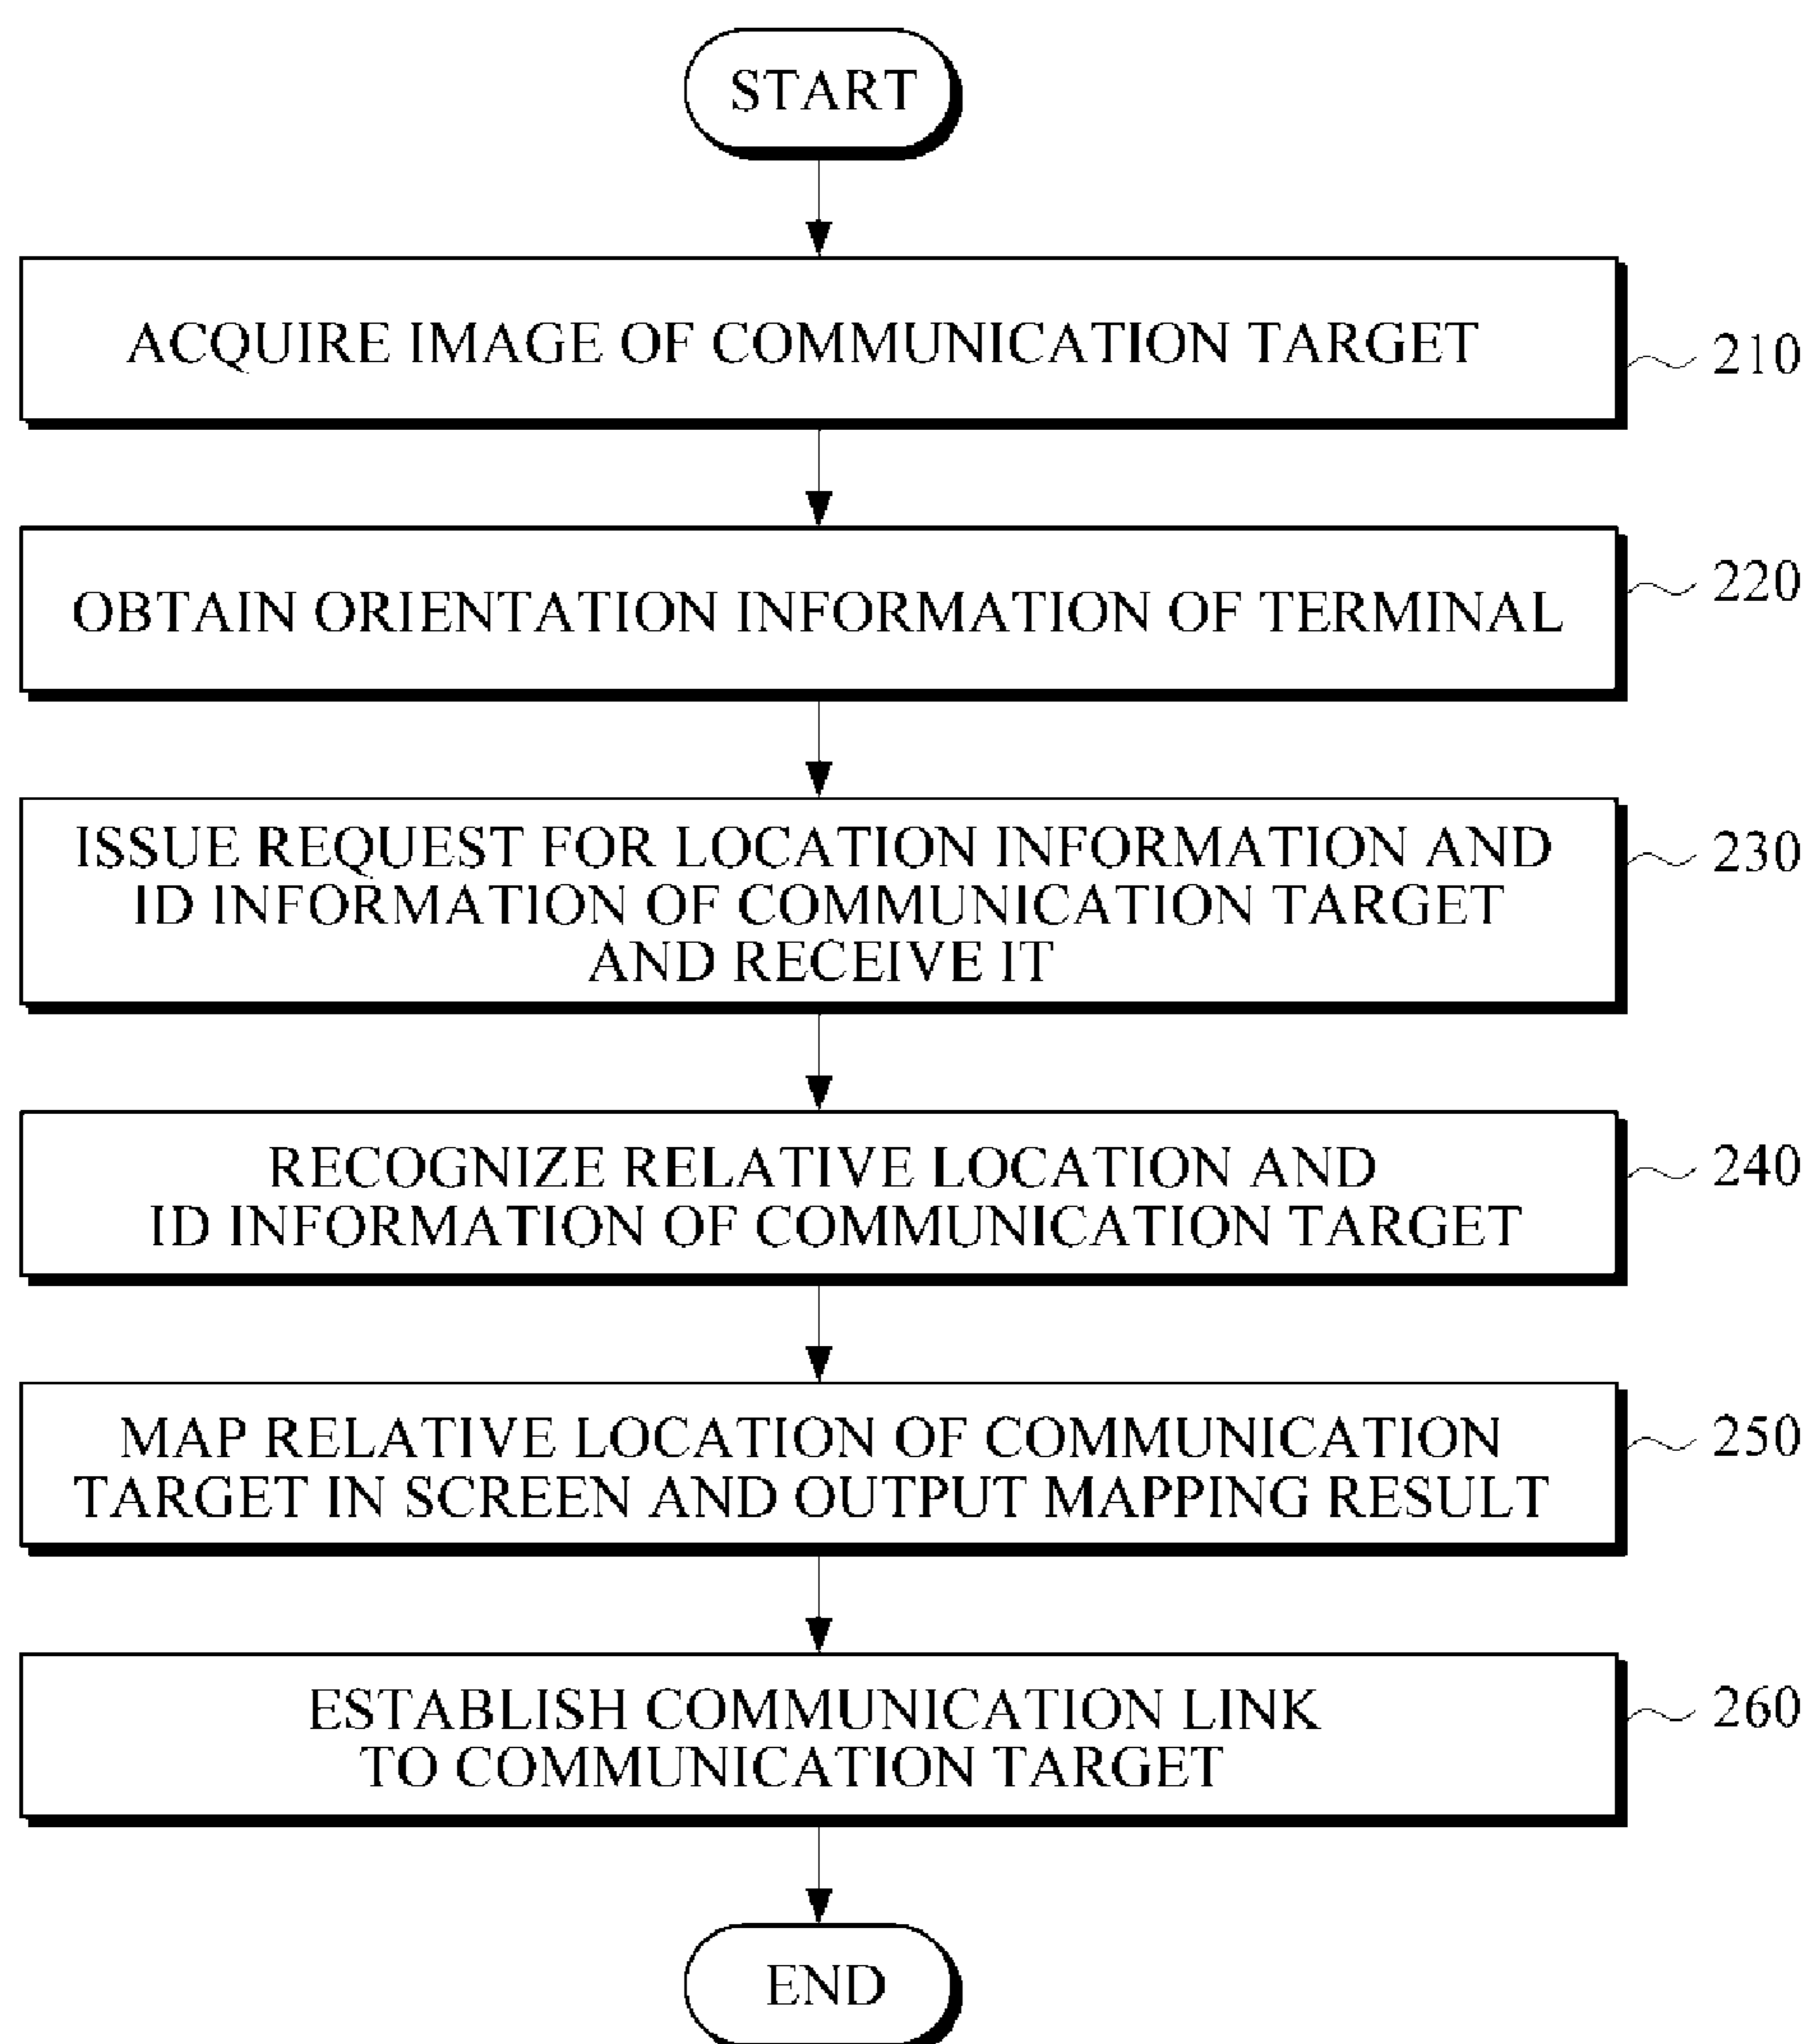 START
ACQUIRE IMAGE OF COMMUNICATION TARGET
210
OBTAIN ORIENTATION INFORMATION OF TERMINAL
220
ISSUE REQUEST FOR LOCATION INFORMATION AND
ID INFORMATION OF COMMUNICATION TARGET
AND RECEIVE IT
230
RECOGNIZE RELATIVE LOCATION AND
ID INFORMATION OF COMMUNICATION TARGET
240
MAP RELATIVE LOCATION OF COMMUNICATION
TARGET IN SCREEN AND OUTPUT MAPPING RESULT
250
ESTABLISH COMMUNICATION LINK
TO COMMUNICATION TARGET
260
END